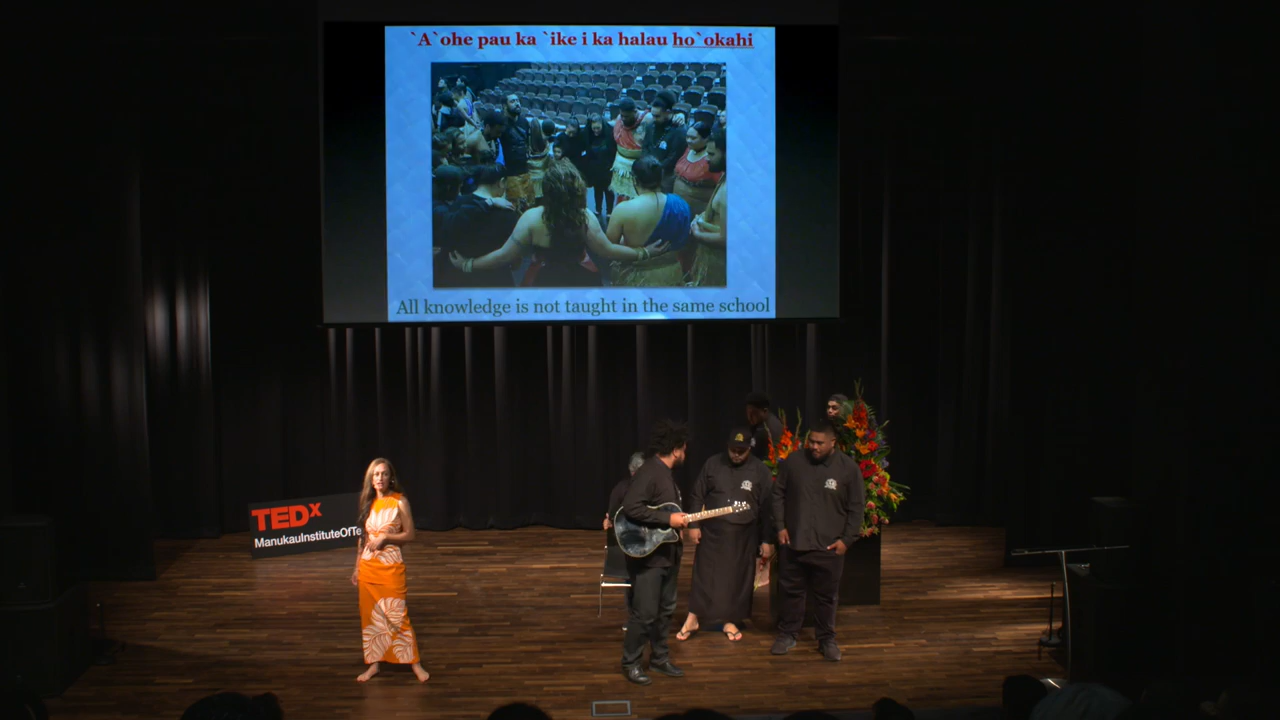 `A`ohe pau ka `ike i ka halau ho`okahi
All knowledge is not taught in the same school
TEDx
ManukauInstituteOfTe